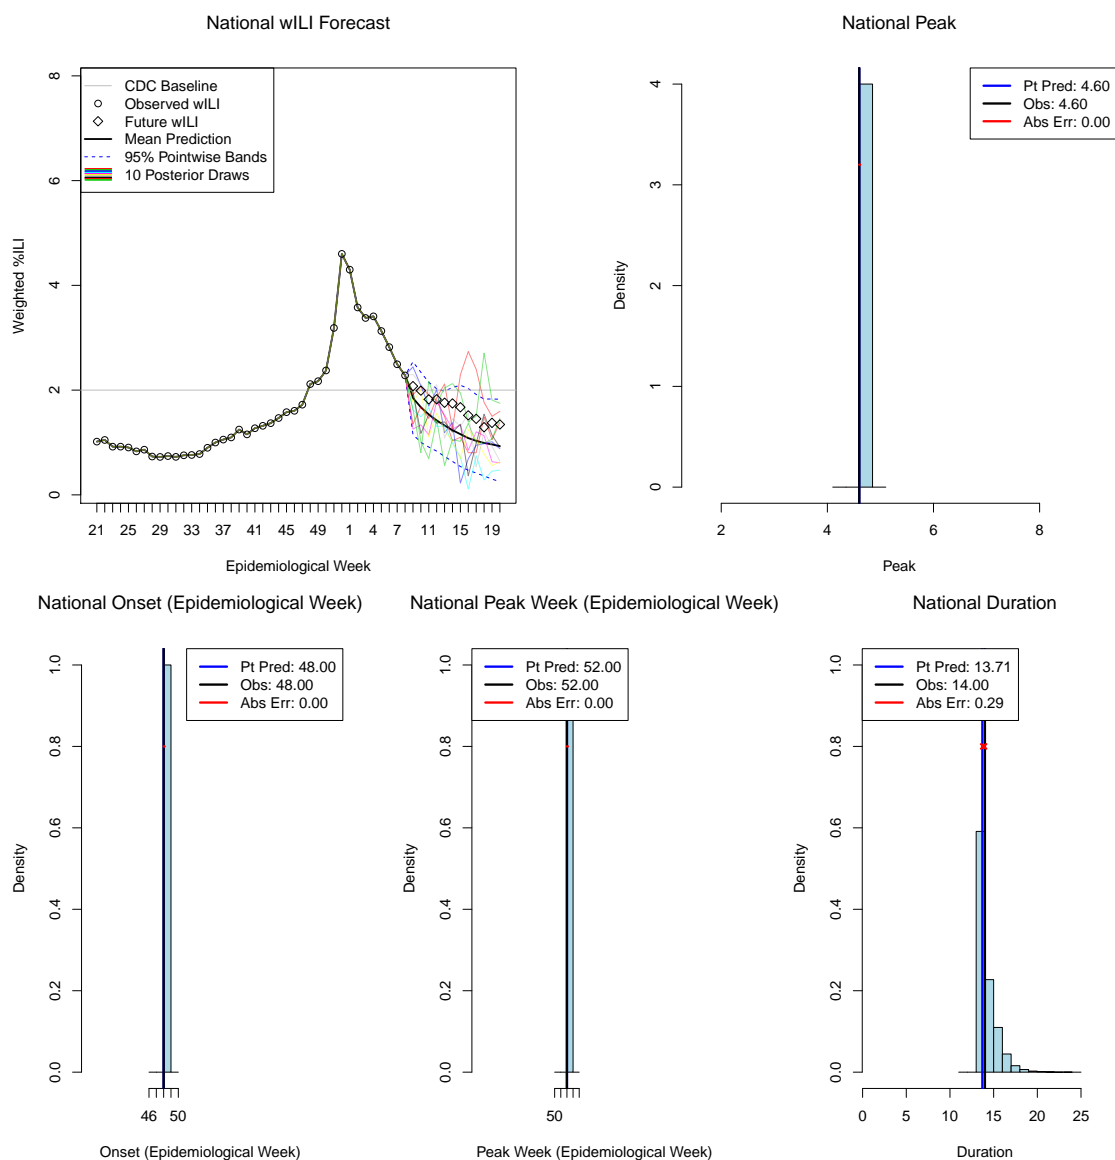 National wILI Forecast
CDC Baseline
Observed wILI
Future wILI
Mean Prediction
95% Pointwise Bands
10 Posterior Draws
Weighted %ILI
0 2 4 6 8
21 25 29 33 37 41 45 49 1 4 7 11 15 19
Epidemiological Week
National Peak
Pt Pred: 4.60
Obs: 4.60
Abs Err: 0.00
Density
0 1 2 3 4
2 4 6 8
Peak
National Onset (Epidemiological Week)
Pt Pred: 48.00
Obs: 48.00
Abs Err: 0.00
Density
0.0 0.2 0.4 0.6 0.8 1.0
46 50
Onset (Epidemiological Week)
National Peak Week (Epidemiological Week)
Pt Pred: 52.00
Obs: 52.00
Abs Err: 0.00
Density
0.0 0.2 0.4 0.6 0.8 1.0
50
Peak Week (Epidemiological Week)
National Duration
Pt Pred: 13.71
Obs: 14.00
Abs Err: 0.29
Density
0.0 0.2 0.4 0.6 0.8 1.0
0 5 10 15 20 25
Duration